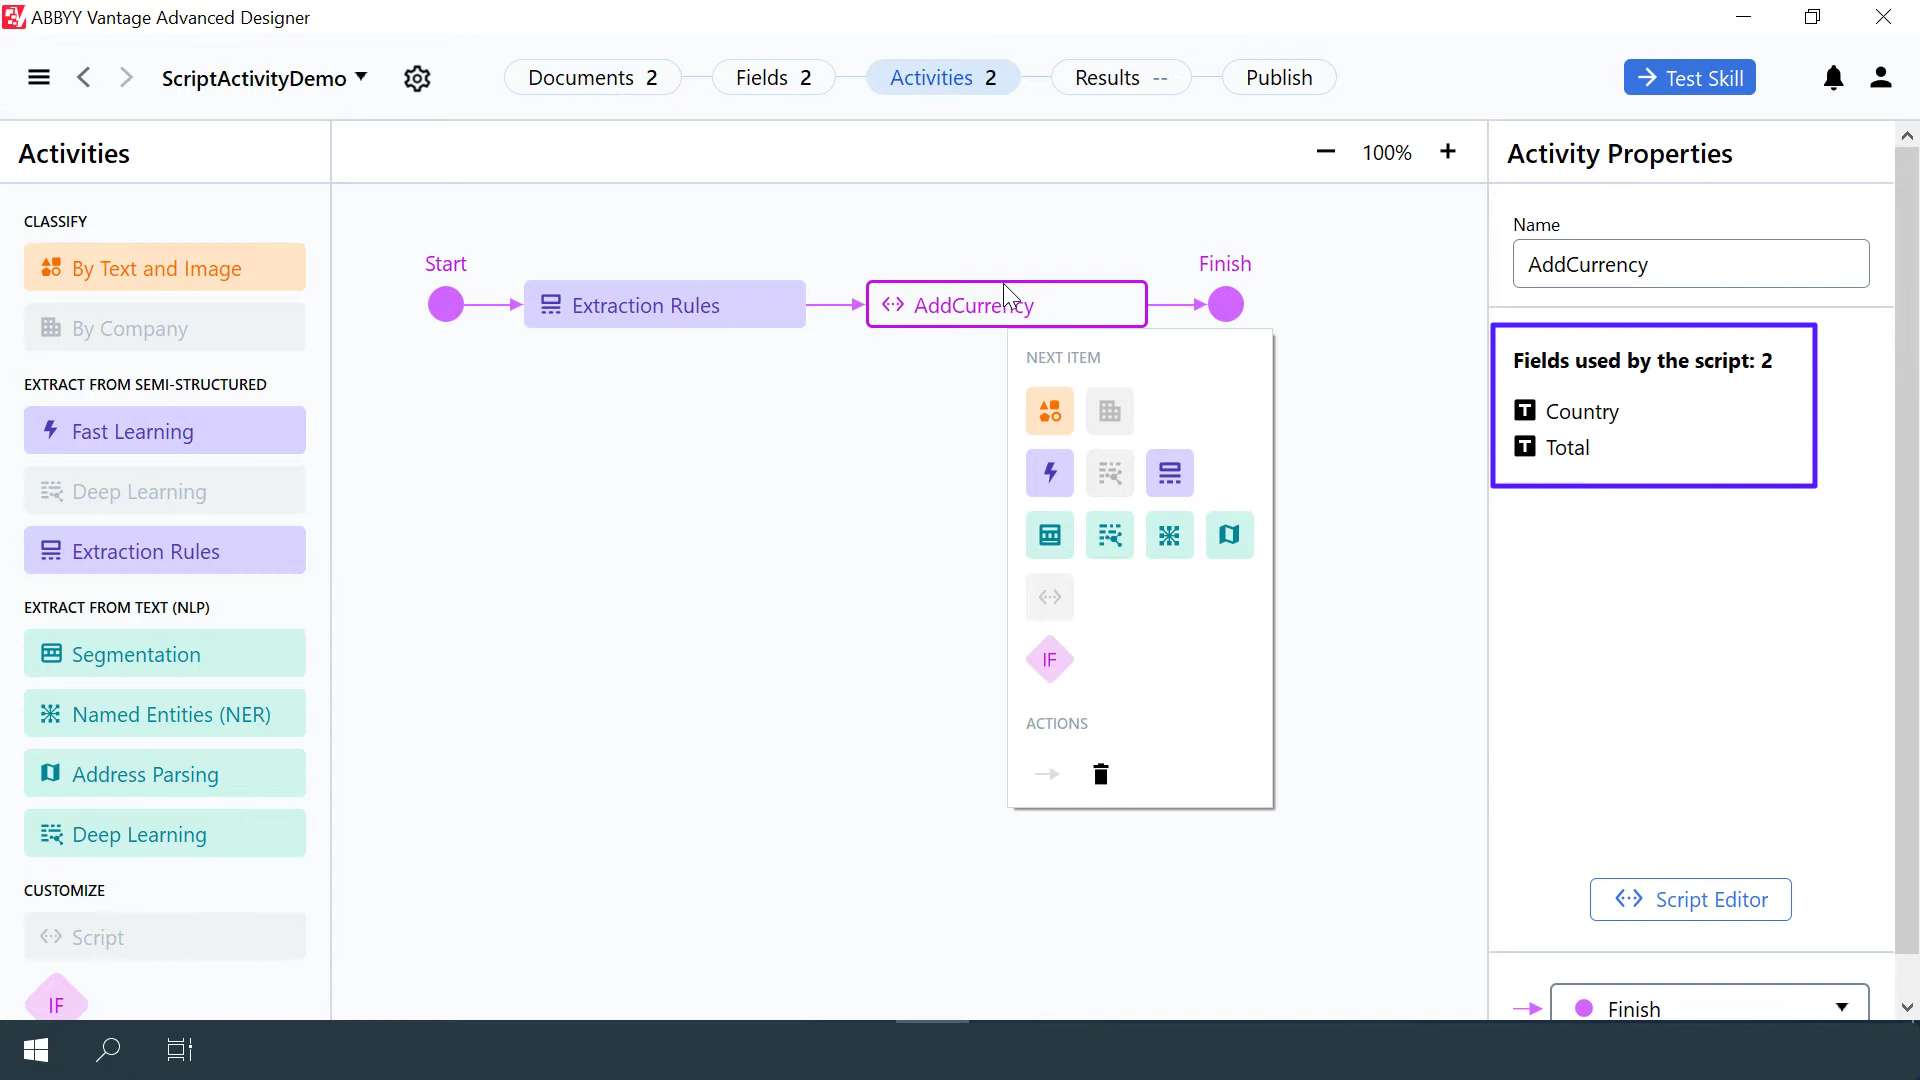 ABBYY Vantage Advanced Designer
ScriptActivityDemo
Documents 2
Fields 2
Activities 2
Results --
Publish
Test Skill
Activities
100%
Activity Properties
CLASSIFY
By Text and Image
By Company
EXTRACT FROM SEMI-STRUCTURED
Fast Learning
Deep Learning
Extraction Rules
EXTRACT FROM TEXT (NLP)
Segmentation
Named Entities (NER)
Address Parsing
Deep Learning
CUSTOMIZE
Script
IF
Start
Extraction Rules
AddCurrency
Finish
NEXT ITEM
IF
ACTIONS
Name
AddCurrency
Fields used by the script: 2
T Country
T Total
Script Editor
Finish